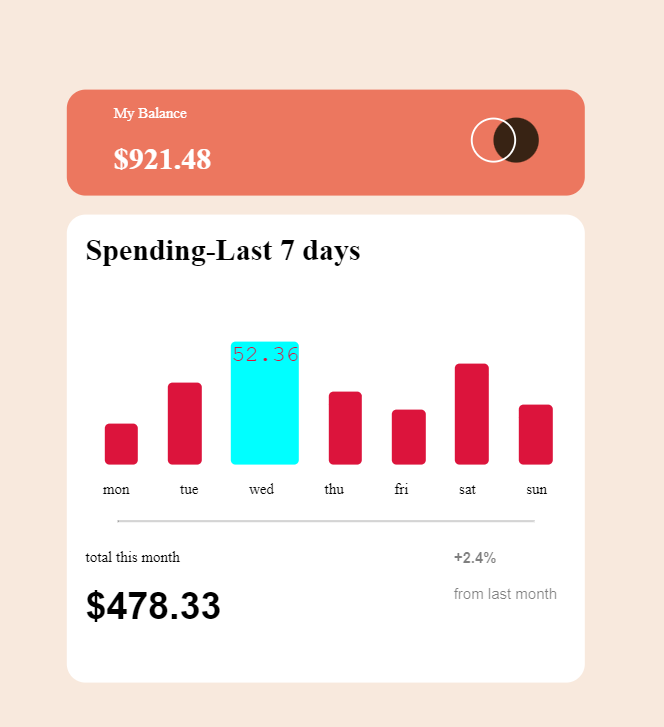 My Balance
$921.48
Spending-Last 7 days
52.36
mon tue wed thu fri sat sun
total this month +2.4%
$478.33 from last month